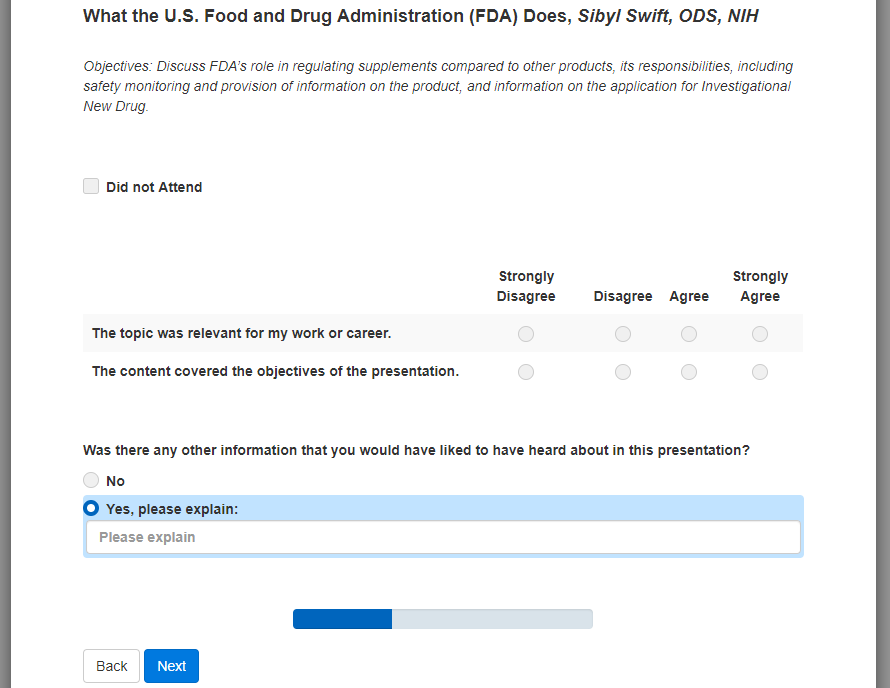 What the U.S. Food and Drug Administration (FDA) Does, Sibyl Swift, ODS, NIH
Objectives: Discuss FDA's role in regulating supplements compared to other products, its responsibilities, including
safety monitoring and provision of information on the product, and information on the application for Investigational
New Drug.
Did not Attend
Strongly Disagree
Disagree
Agree
Strongly Agree
The topic was relevant for my work or career.
The content covered the objectives of the presentation.
Was there any other information that you would have liked to have heard about in this presentation?
No
Yes, please explain:
Please explain
Back
Next